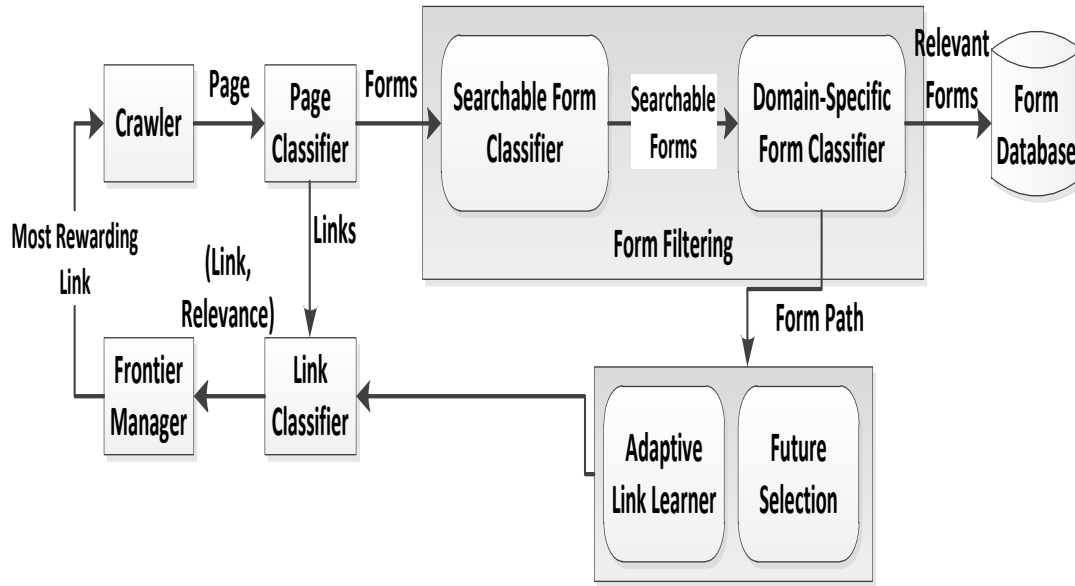 Crawler
Page
Page
Classifier
Forms
Searchable Form
Classifier
Searchable
Forms
Domain-Specific
Form Classifier
Relevant
Forms
Form
Database
Form Filtering
Most Rewarding
Link
Links
(Link,
Relevance)
Form Path
Frontier
Manager
Link
Classifier
Adaptive
Link Learner
Future
Selection